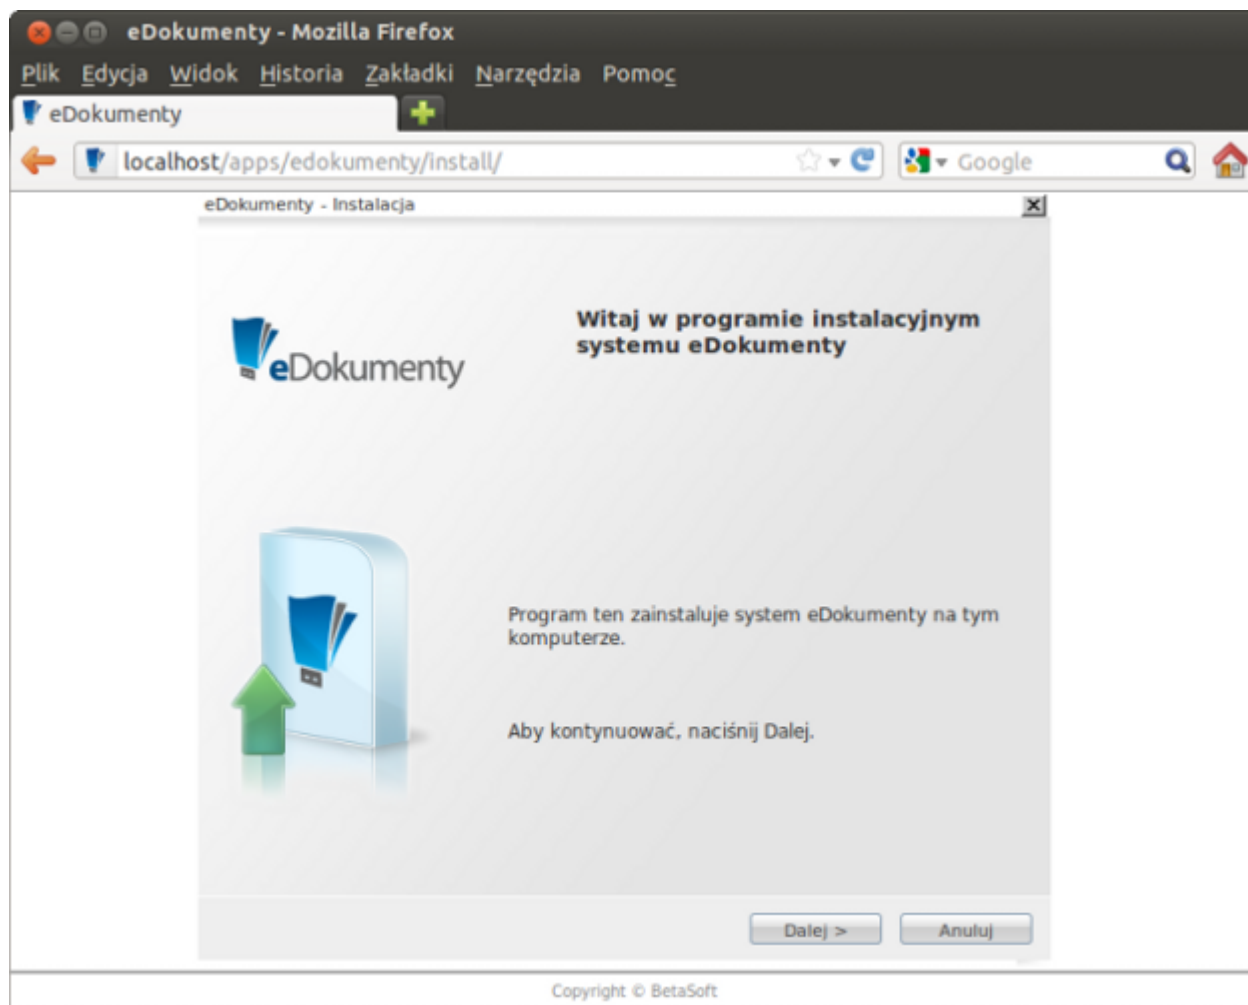 eDokumenty - Mozilla Firefox
Plik Edycja Widok Historia Zakładki Narzędzia Pomoc
eDokumenty
localhost/apps/edokumenty/install/ Google
eDokumenty - Instalacja
Witaj w programie instalacyjnym
systemu eDokumenty
eDokumenty
Program ten zainstaluje system eDokumenty na tym
komputerze.
Aby kontynuować, naciśnij Dalej.
Dalej > Anuluj
Copyright © BetaSoft